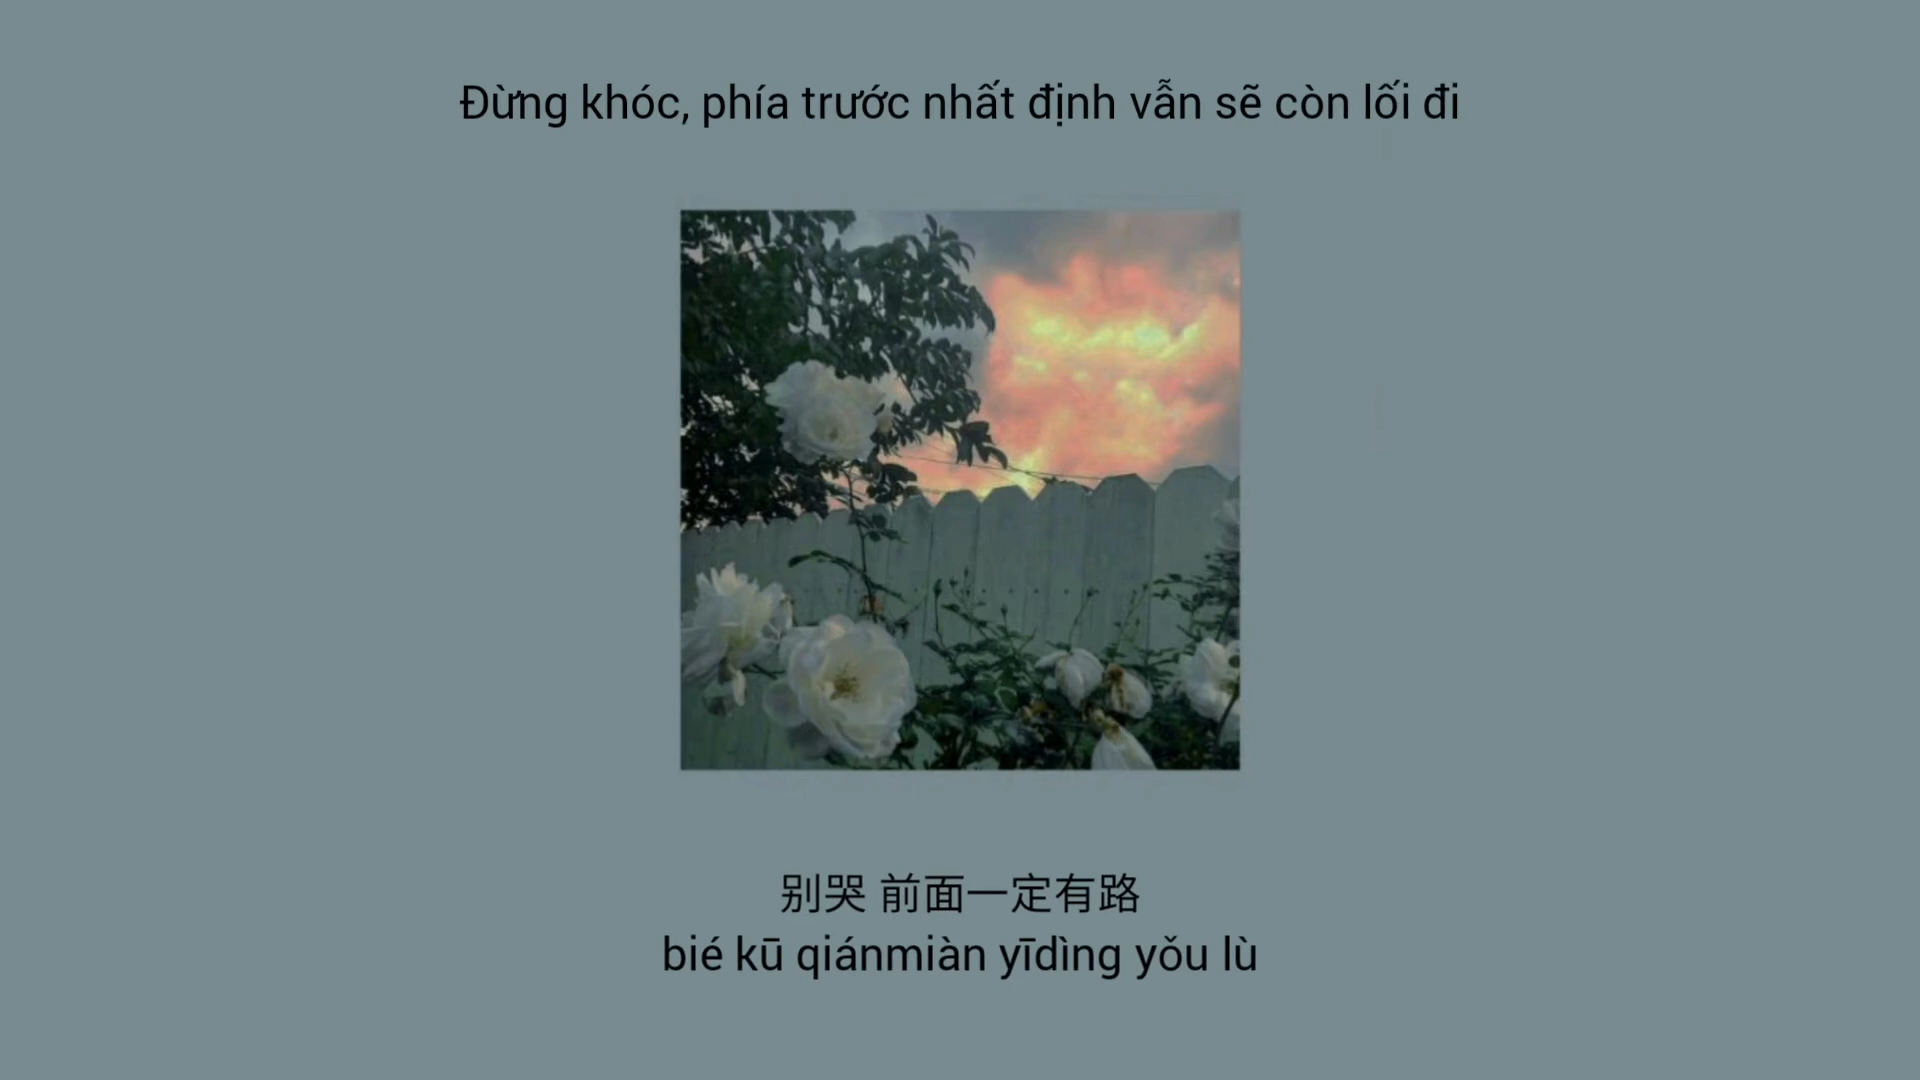 Đừng khóc, phía trước nhất định vẫn sẽ còn lối đi
别哭 前面一定有路
bié kū qiánmiàn yīdìng yǒu lù